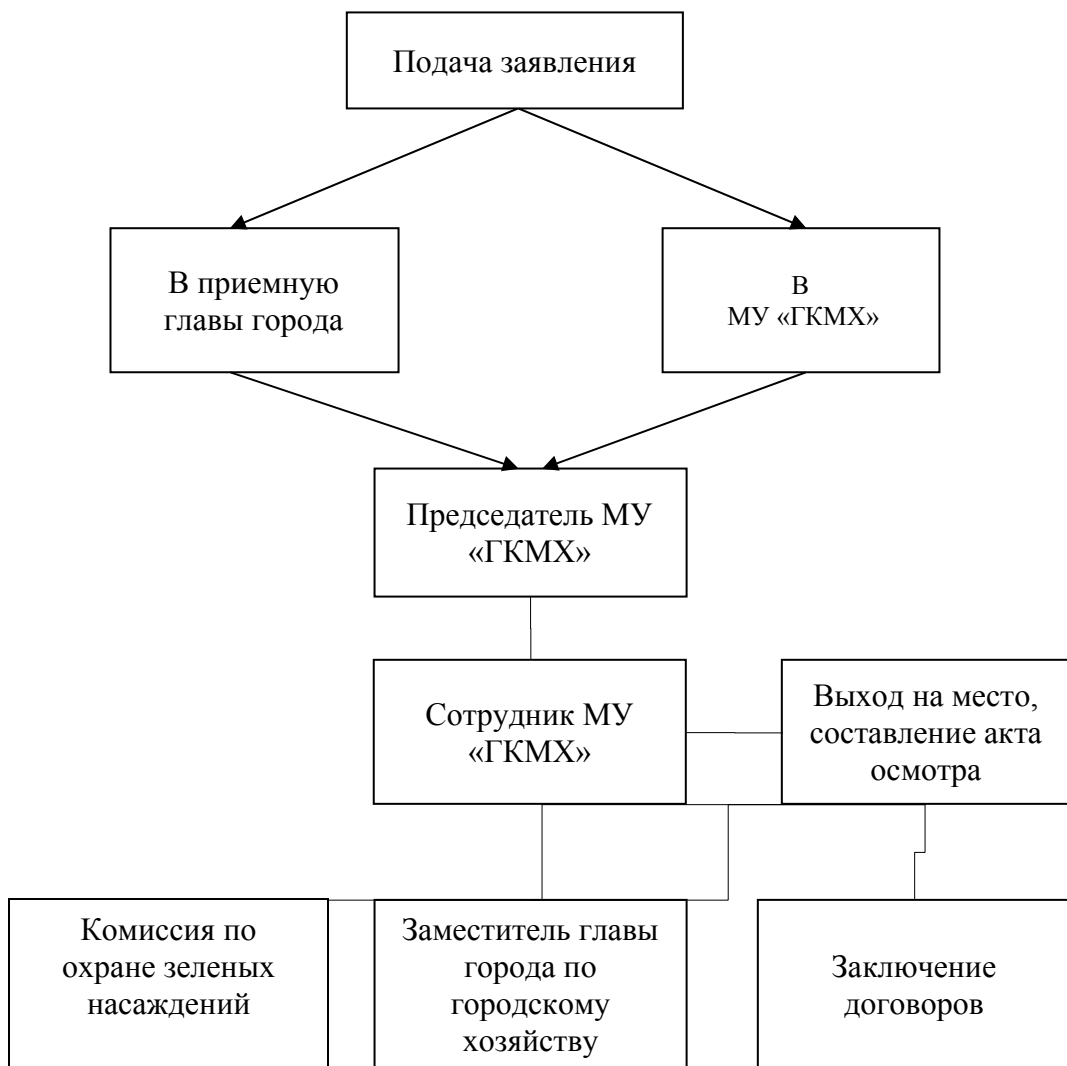 Подача заявления
В приемную
главы города
В
МУ «ГКМХ»
Председатель МУ
«ГКМХ»
Сотрудник МУ
«ГКМХ»
Выход на место,
составление акта
осмотра
Комиссия по
охране зеленых
насаждений
Заместитель главы
города по
городскому
хозяйству
Заключение
договоров